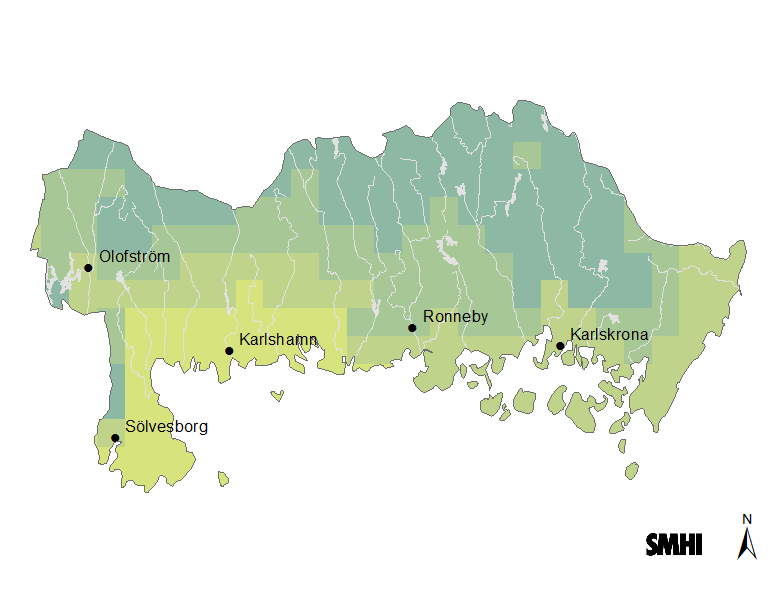 Olofström
Ronneby
Karlshamn
Karlskrona
Sölvesborg
N
SMHI